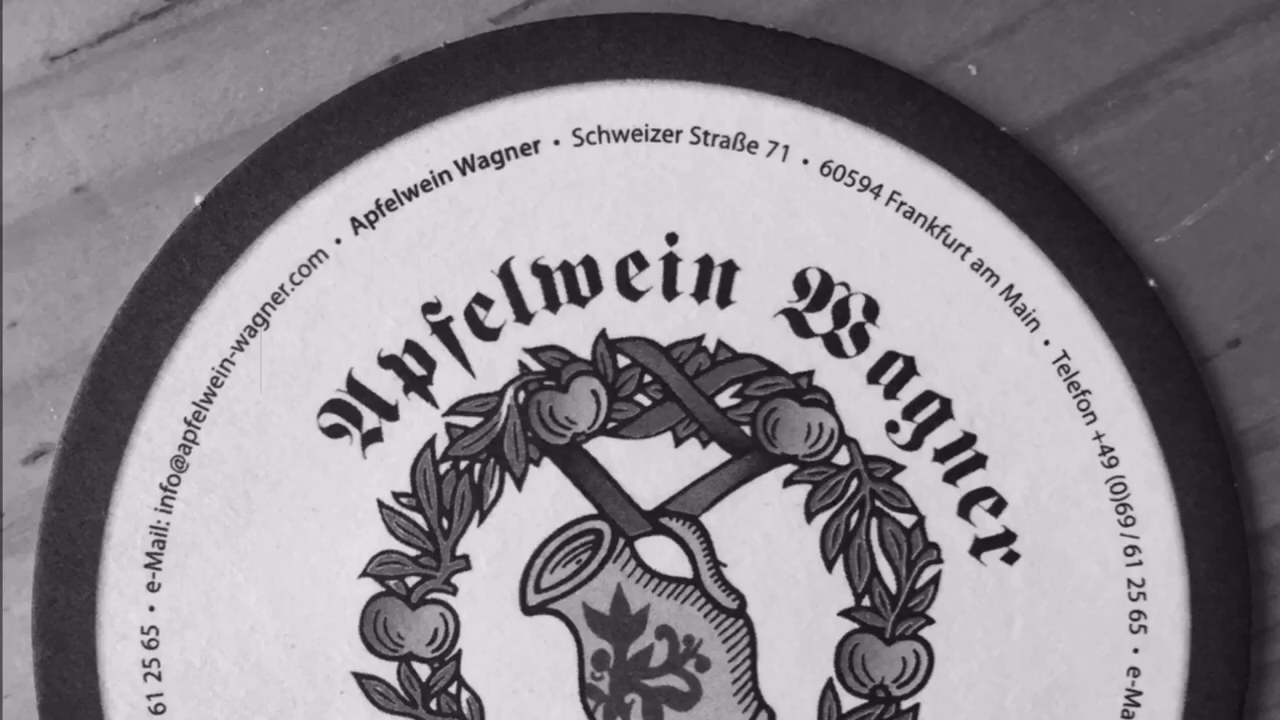 61 25 65 • e-Mail: info@apfelwein-wagner.com • Apfelwein Wagner • Schweizer Straße 71 • 60594 Frankfurt am Main • Telefon +49 (0)69 / 61 25 65 • e-Ma
Apfelwein Wagner